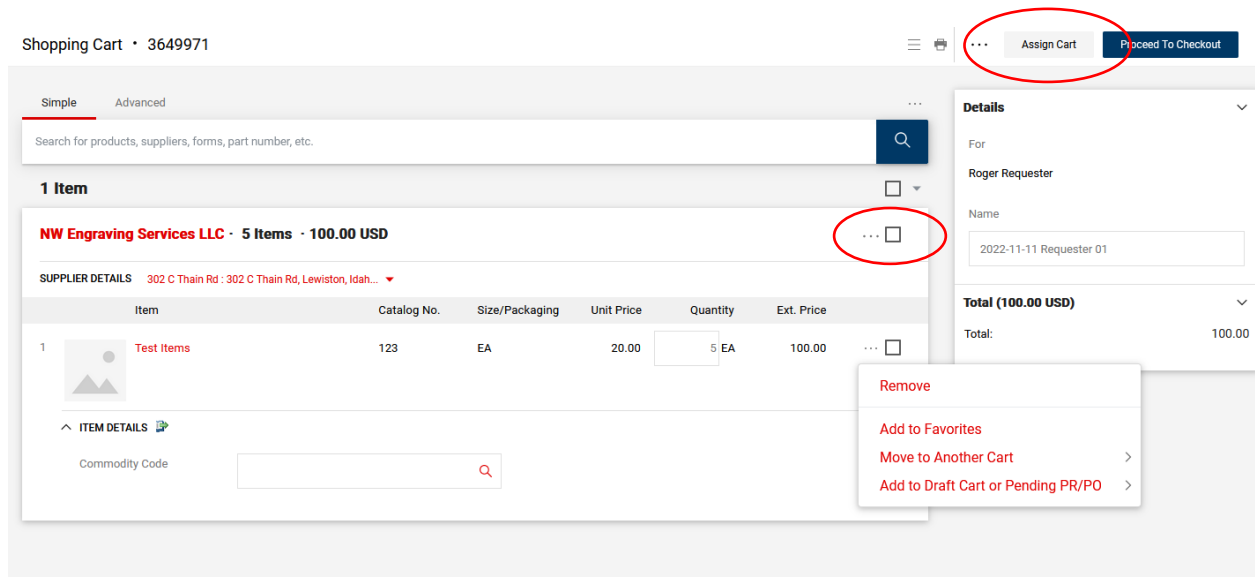 Shopping Cart • 3649971
Assign Cart
Proceed To Checkout
Simple Advanced
Search for products, suppliers, forms, part number, etc.
1 Item
NW Engraving Services LLC · 5 Items · 100.00 USD
SUPPLIER DETAILS 302 C Thain Rd : 302 C Thain Rd, Lewiston, Idah...
Item Catalog No. Size/Packaging Unit Price Quantity Ext. Price
1 Test Items 123 EA 20.00 5 EA 100.00
ITEM DETAILS
Commodity Code
Remove
Add to Favorites
Move to Another Cart
Add to Draft Cart or Pending PR/PO
Details
For
Roger Requester
Name
2022-11-11 Requester 01
Total (100.00 USD)
Total: 100.00